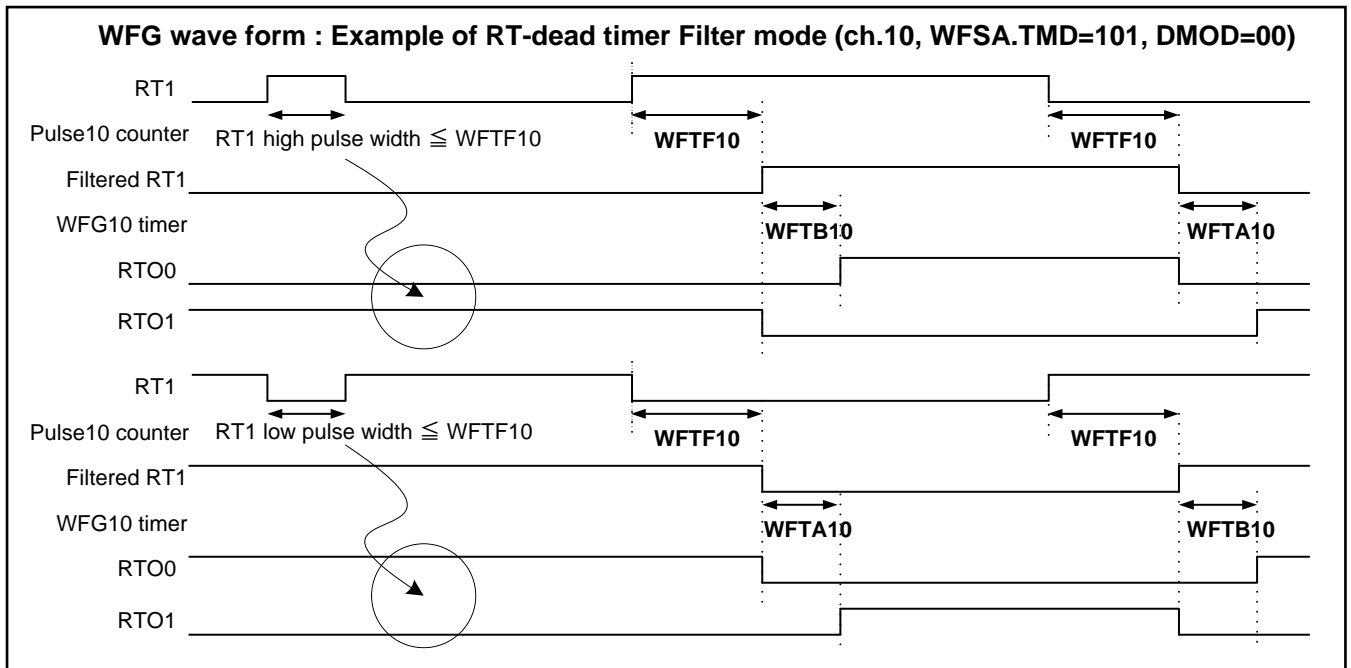 WFG wave form : Example of RT-dead timer Filter mode (ch.10, WFSA.TMD=101, DMOD=00)
RT1
Pulse10 counter RT1 high pulse width ≦ WFTF10 WFTF10 WFTF10
Filtered RT1
WFG10 timer WFTB10 WFTA10
RTO0
RTO1
RT1
Pulse10 counter RT1 low pulse width ≦ WFTF10 WFTF10 WFTF10
Filtered RT1
WFG10 timer WFTA10 WFTB10
RTO0
RTO1